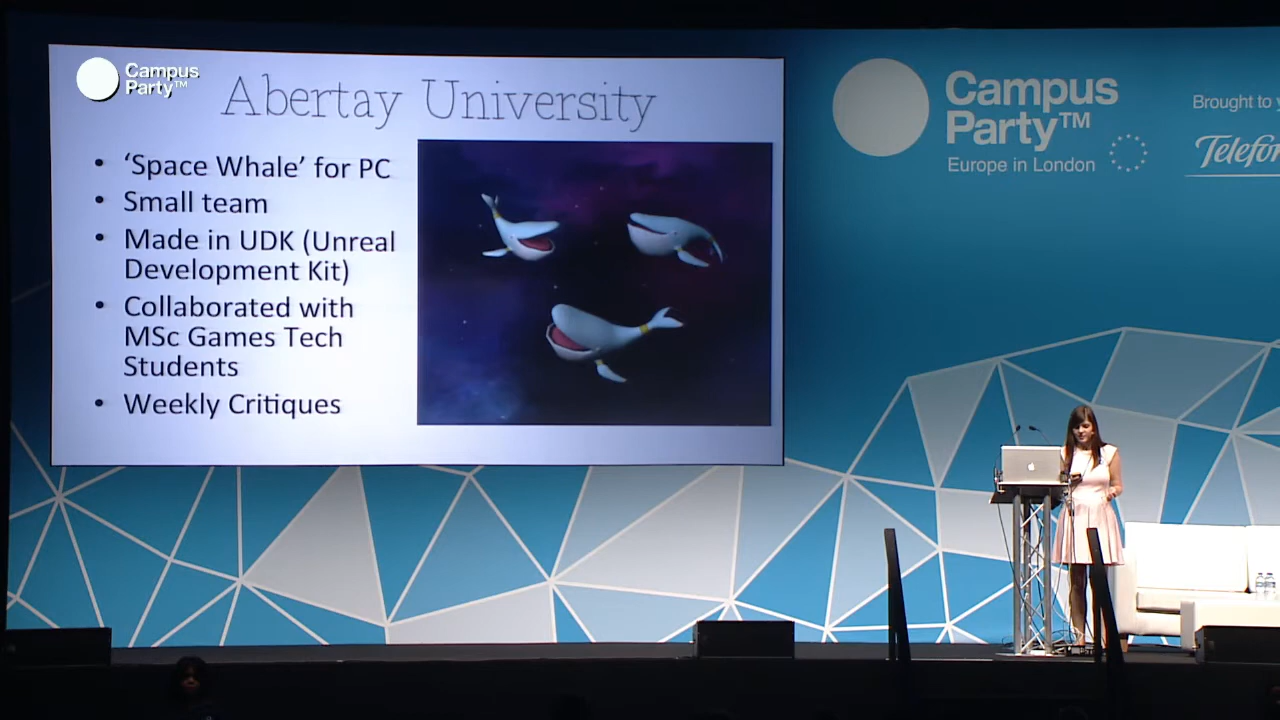 Campus
Party™
Abertay University
• ‘Space Whale’ for PC
• Small team
• Made in UDK (Unreal
Development Kit)
• Collaborated with
MSc Games Tech
Students
• Weekly Critiques
Campus
Party™
Europe in London
Brought to
Telefon